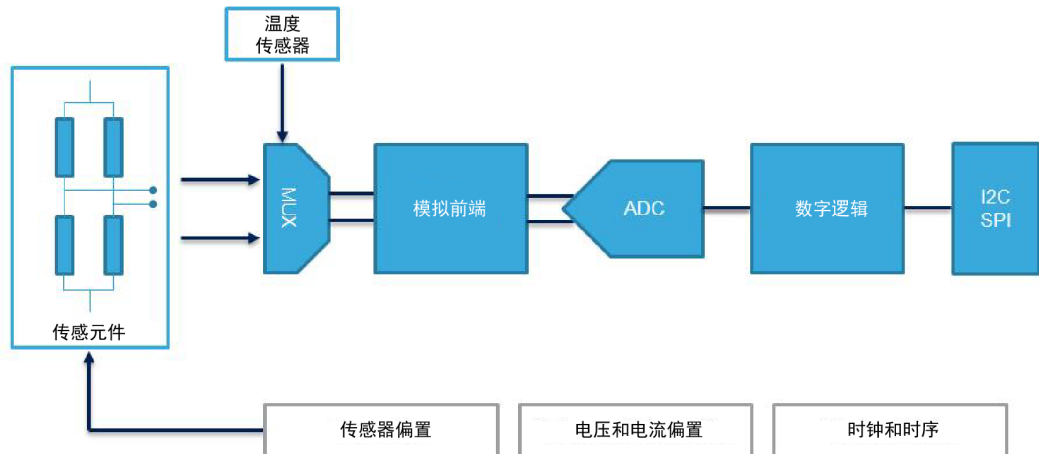 温度
传感器
MUX
模拟前端
ADC
数字逻辑
I2C
SPI
传感元件
传感器偏置
电压和电流偏置
时钟和时序